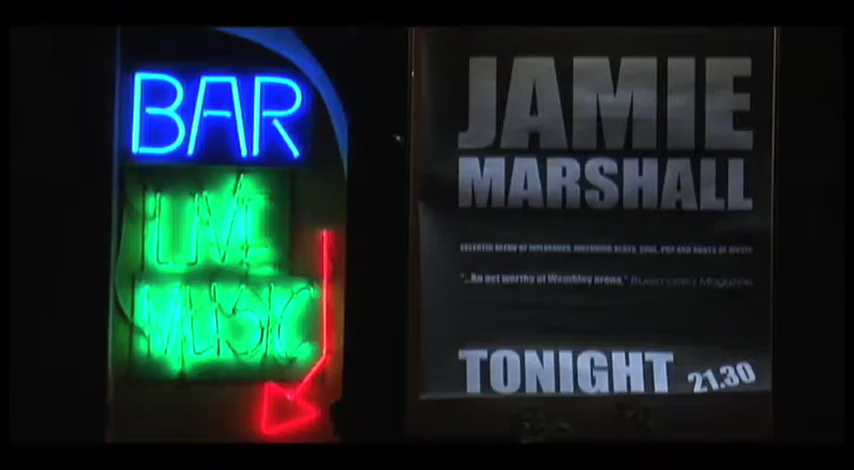 BAR
LIVE
MUSIC
JAMIE
MARSHALL
"...An act worthy of Wembley arena."
TONIGHT 21.30